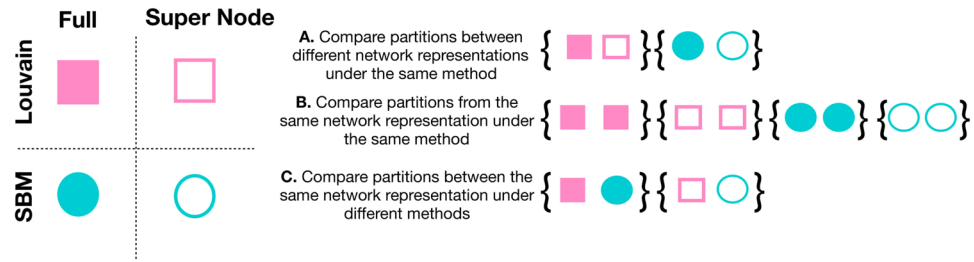 Full
Super Node
Louvain
SBM
A. Compare partitions between
different network representations
under the same method
B. Compare partitions from the
same network representation under
the same method
C. Compare partitions between the
same network representation under
different methods